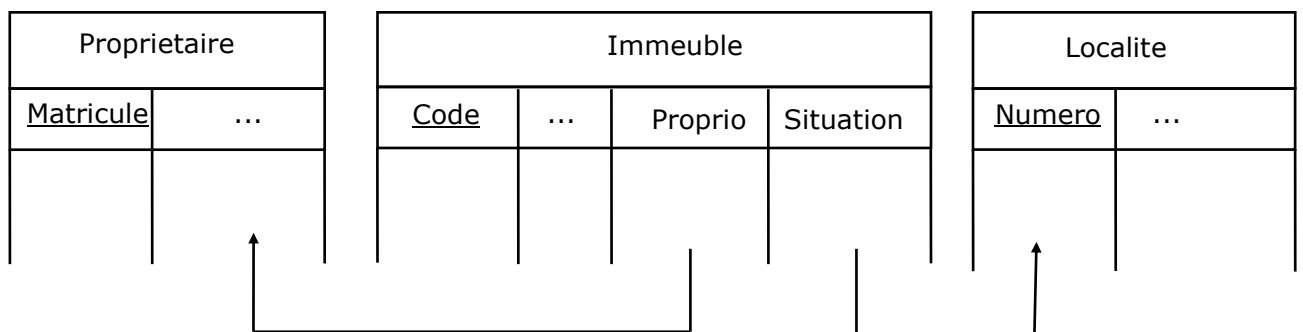 Proprietaire
Immeuble
Localite
Matricule ...
Code ... Proprio Situation
Numero ...